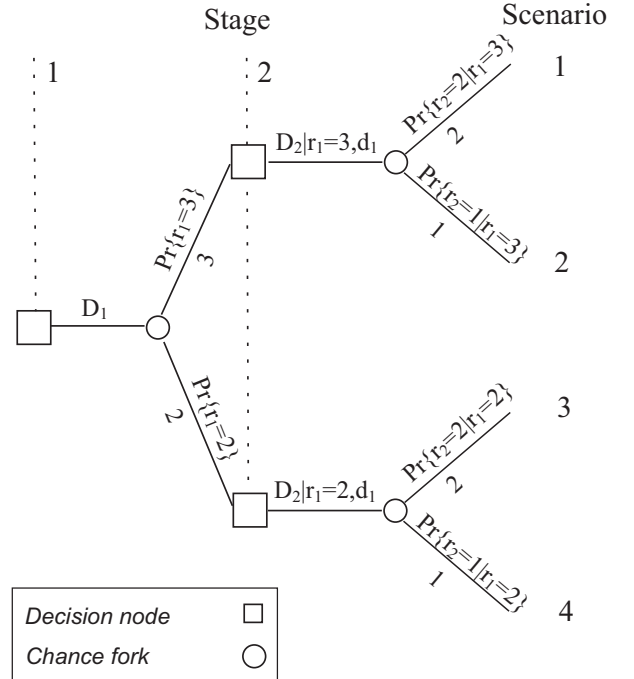 Stage
Scenario
1
2
D₁
Pr{r₁=3}
3
Pr{r₁=2}
2
D₂|r₁=3,d₁
Pr{r₂=2|r₁=3}
2
1
Pr{r₂=1|r₁=3}
1
2
D₂|r₁=2,d₁
Pr{r₂=2|r₁=2}
2
3
Pr{r₂=1|r₁=2}
1
4
Decision node
Chance fork